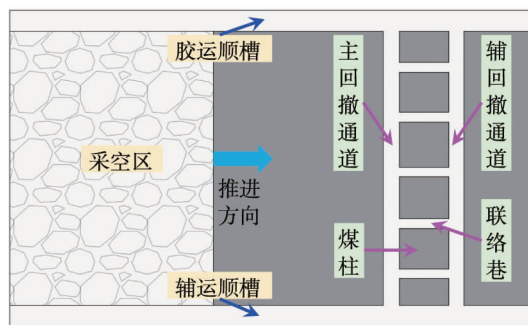 胶运顺槽
主回撤通道
辅回撤通道
采空区
推进
方向
煤柱
联络巷
辅运顺槽